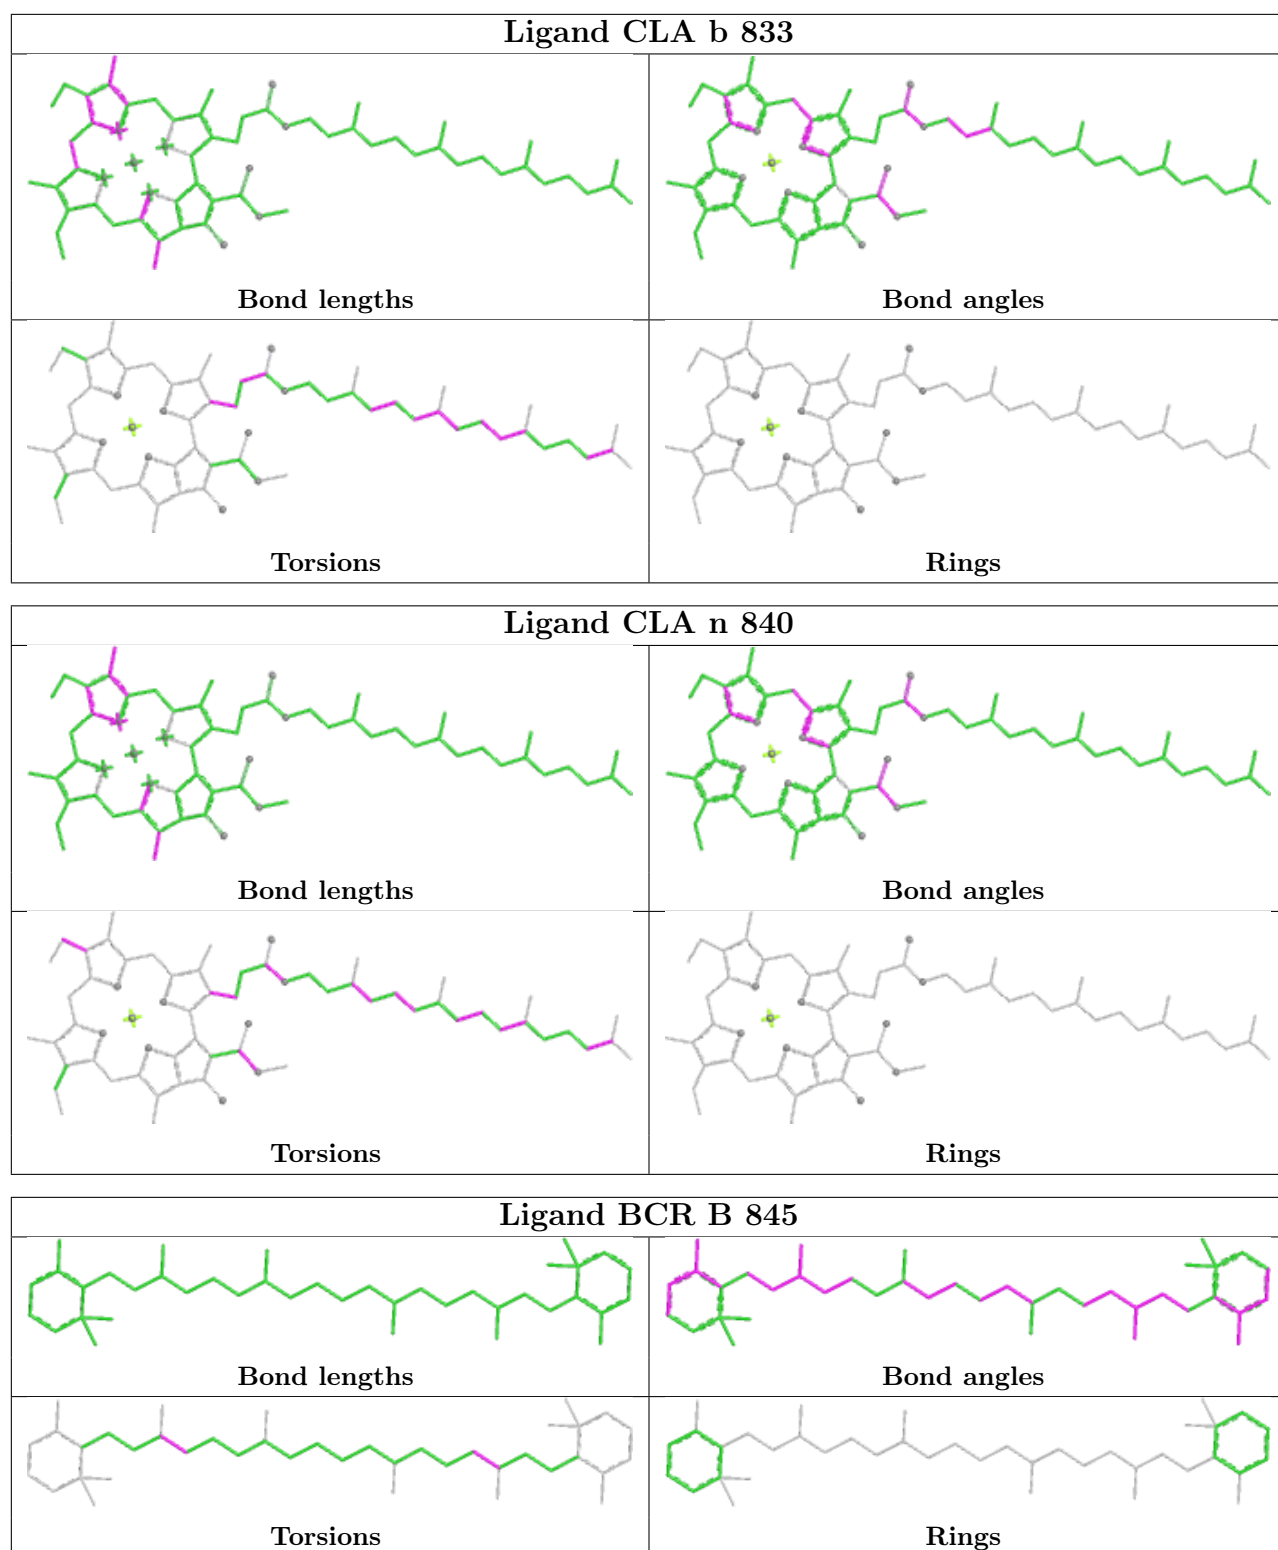 Ligand CLA b 833
Bond lengths
Bond angles
Torsions
Rings
Ligand CLA n 840
Bond lengths
Bond angles
Torsions
Rings
Ligand BCR B 845
Bond lengths
Bond angles
Torsions
Rings